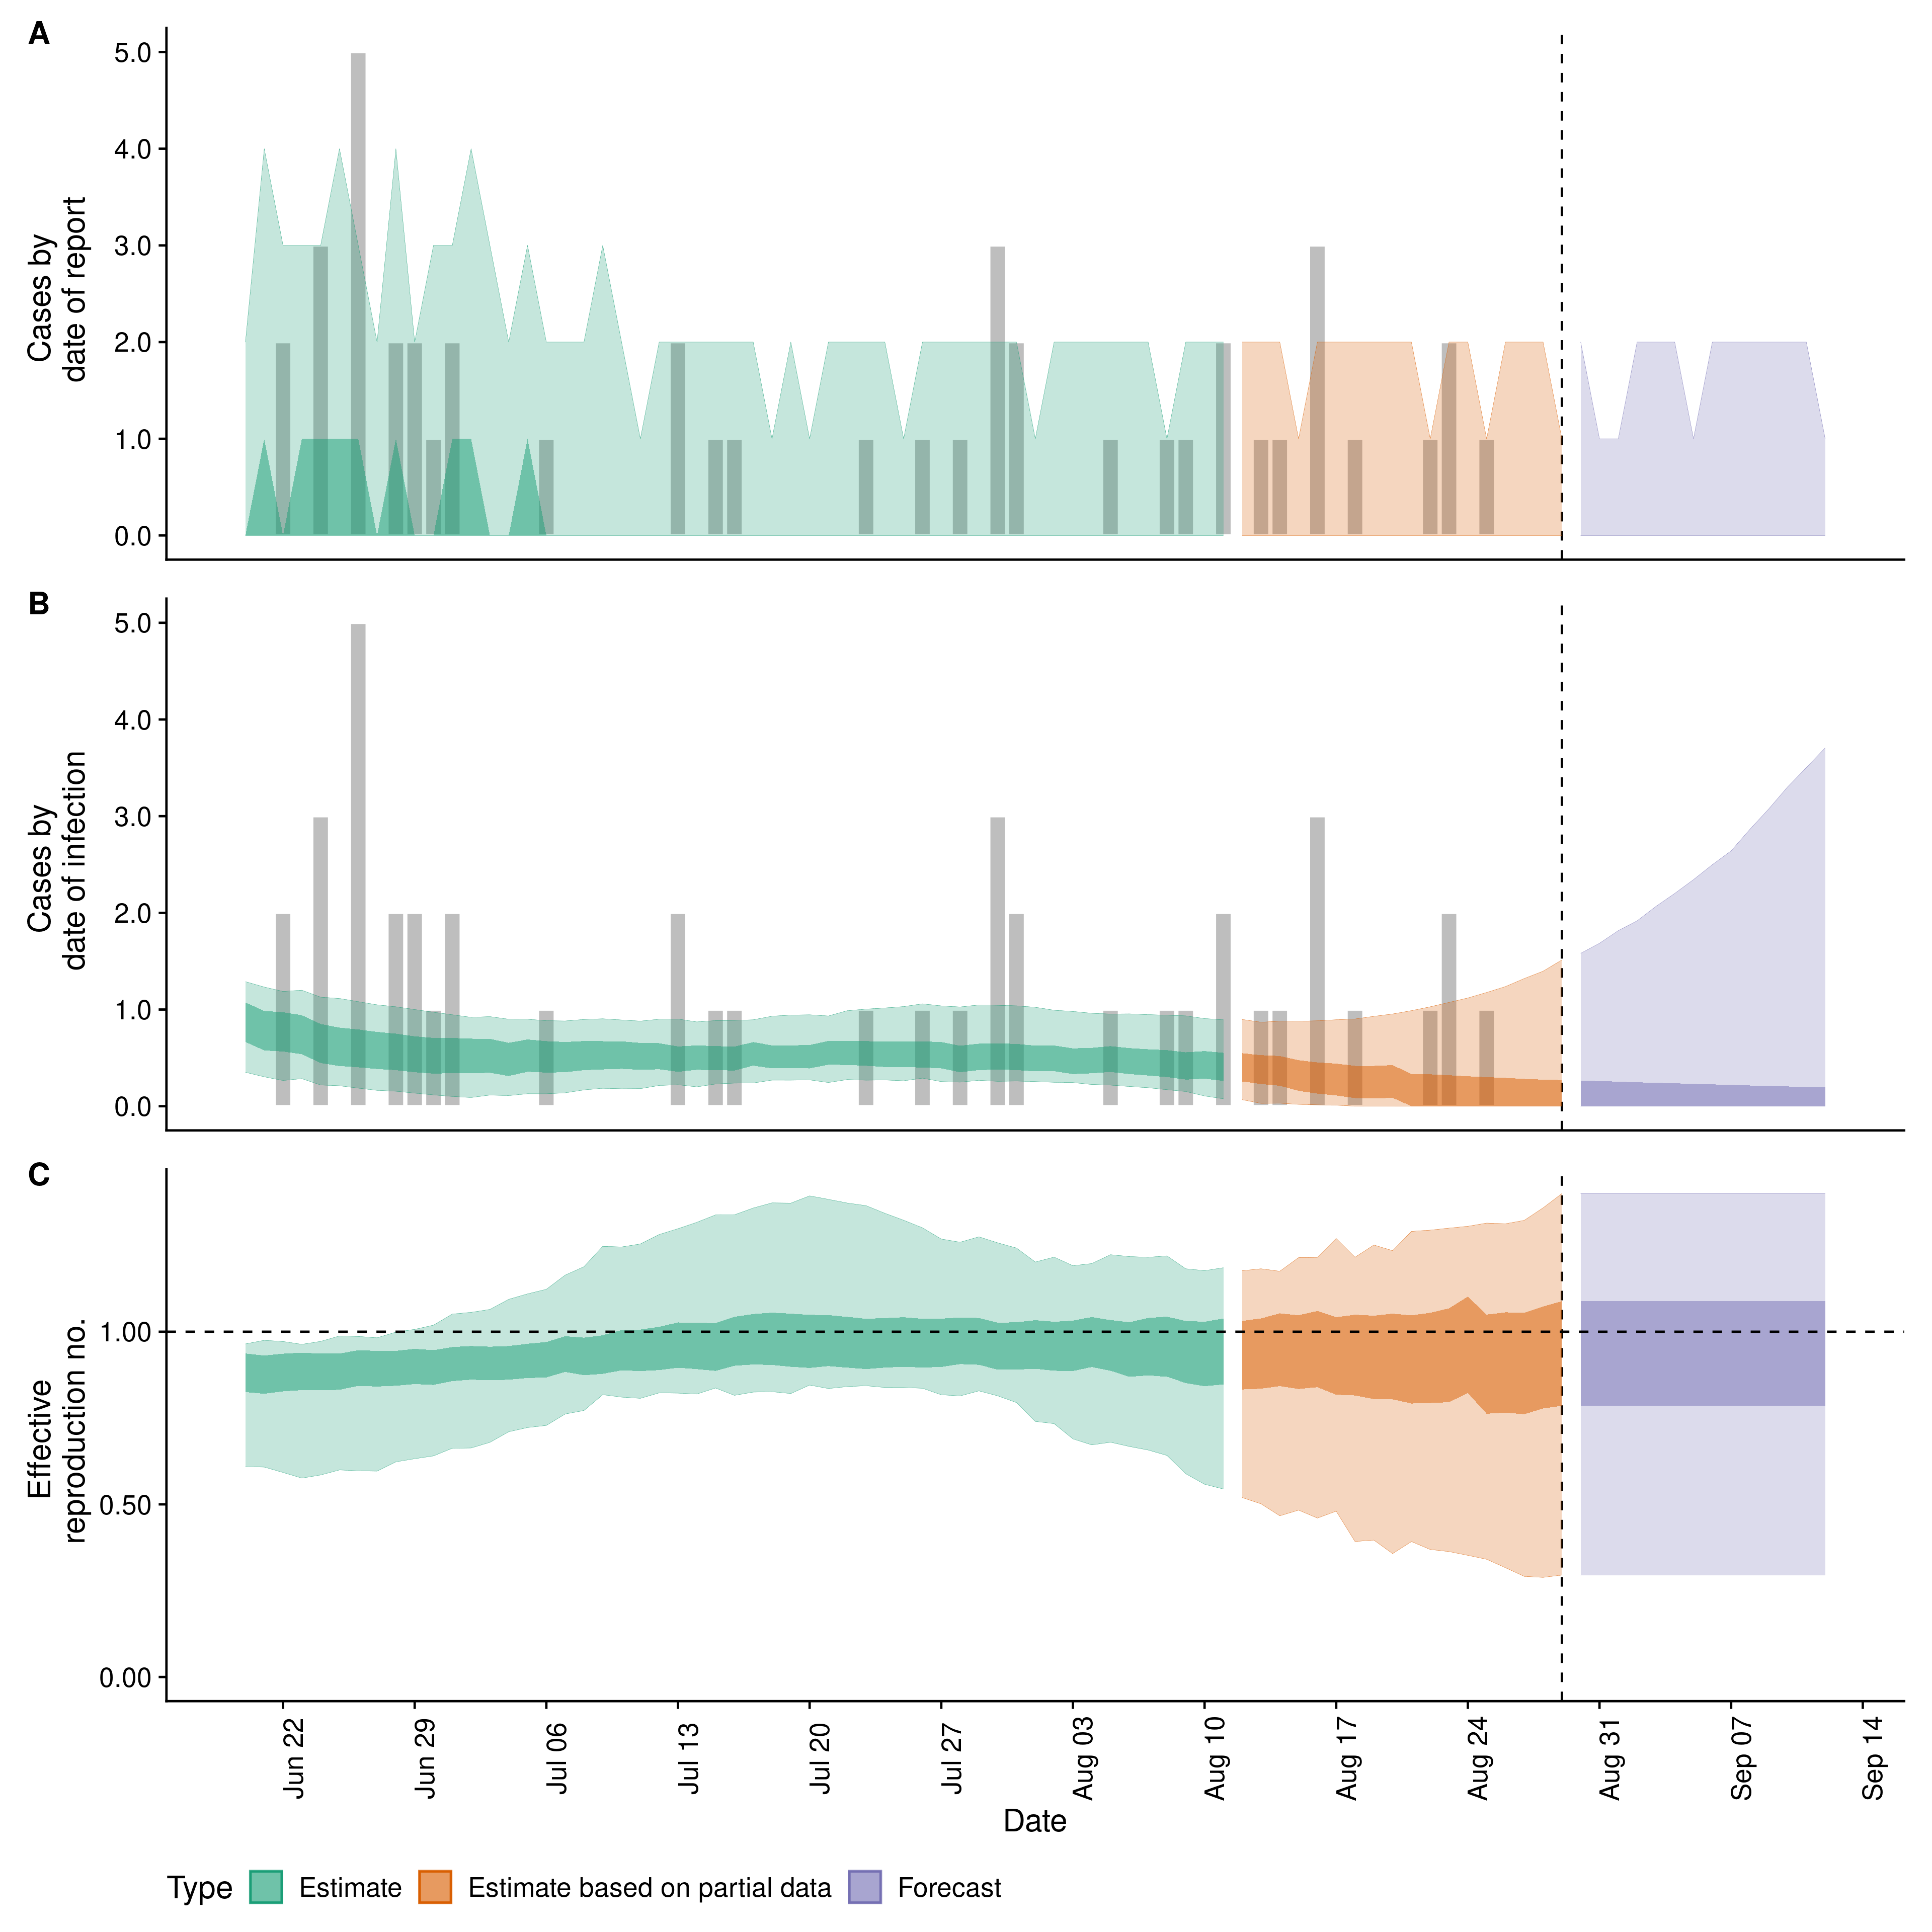 A
5.0
4.0
3.0
2.0
1.0
0.0
Cases by
date of report
B
5.0
4.0
3.0
2.0
1.0
0.0
Cases by
date of infection
C
1.00
0.50
0.00
Effective
reproduction no.
Jun 22
Jun 29
Jul 06
Jul 13
Jul 20
Jul 27
Aug 03
Aug 10
Aug 17
Aug 24
Aug 31
Sep 07
Sep 14
Date
Type Estimate Estimate based on partial data Forecast